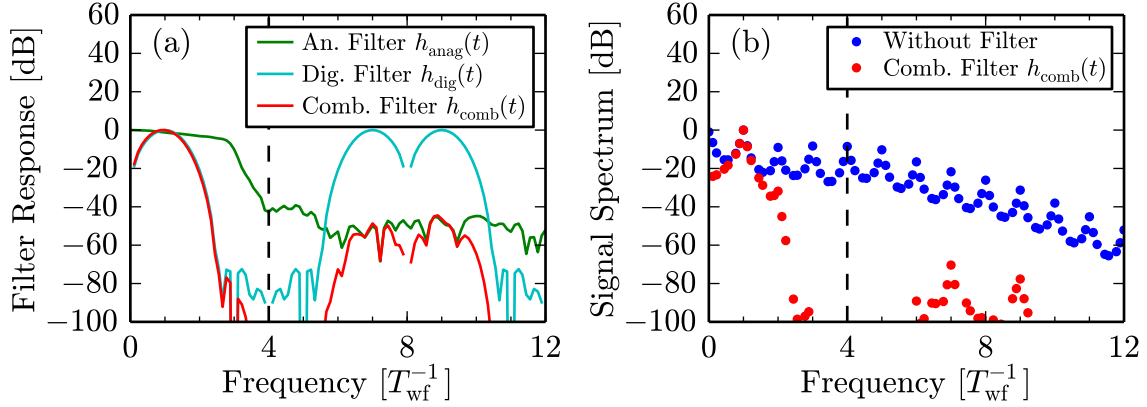 Filter Response [dB]
60
40
20
0
−20
−40
−60
−80
−100
(a)
An. Filter h_anag(t)
Dig. Filter h_dig(t)
Comb. Filter h_comb(t)
0
4
8
12
Frequency [T_wf^−1]
Signal Spectrum [dB]
60
40
20
0
−20
−40
−60
−80
−100
(b)
Without Filter
Comb. Filter h_comb(t)
0
4
8
12
Frequency [T_wf^−1]